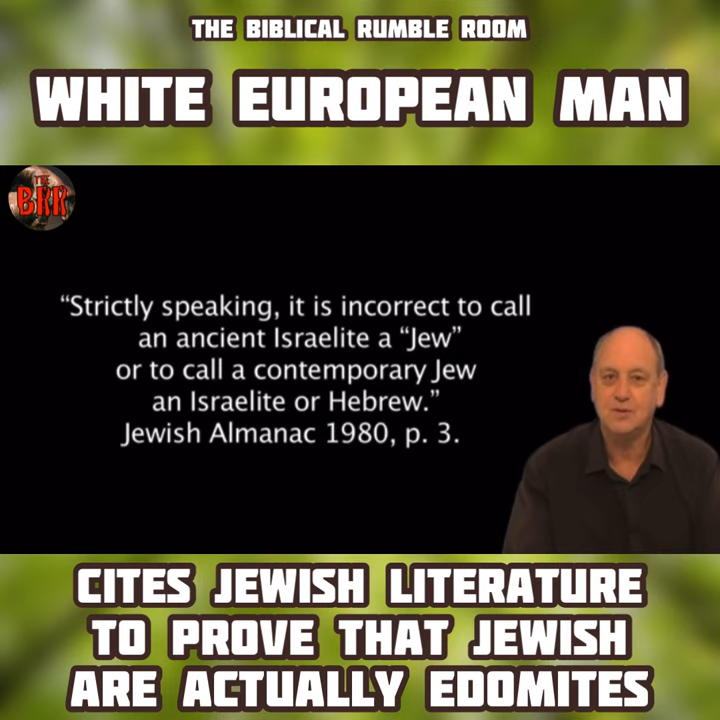 THE BIBLICAL RUMBLE ROOM
WHITE EUROPEAN MAN
THE
BRR
“Strictly speaking, it is incorrect to call
an ancient Israelite a “Jew”
or to call a contemporary Jew
an Israelite or Hebrew.”
Jewish Almanac 1980, p. 3.
CITES JEWISH LITERATURE
TO PROVE THAT JEWISH
ARE ACTUALLY EDOMITES